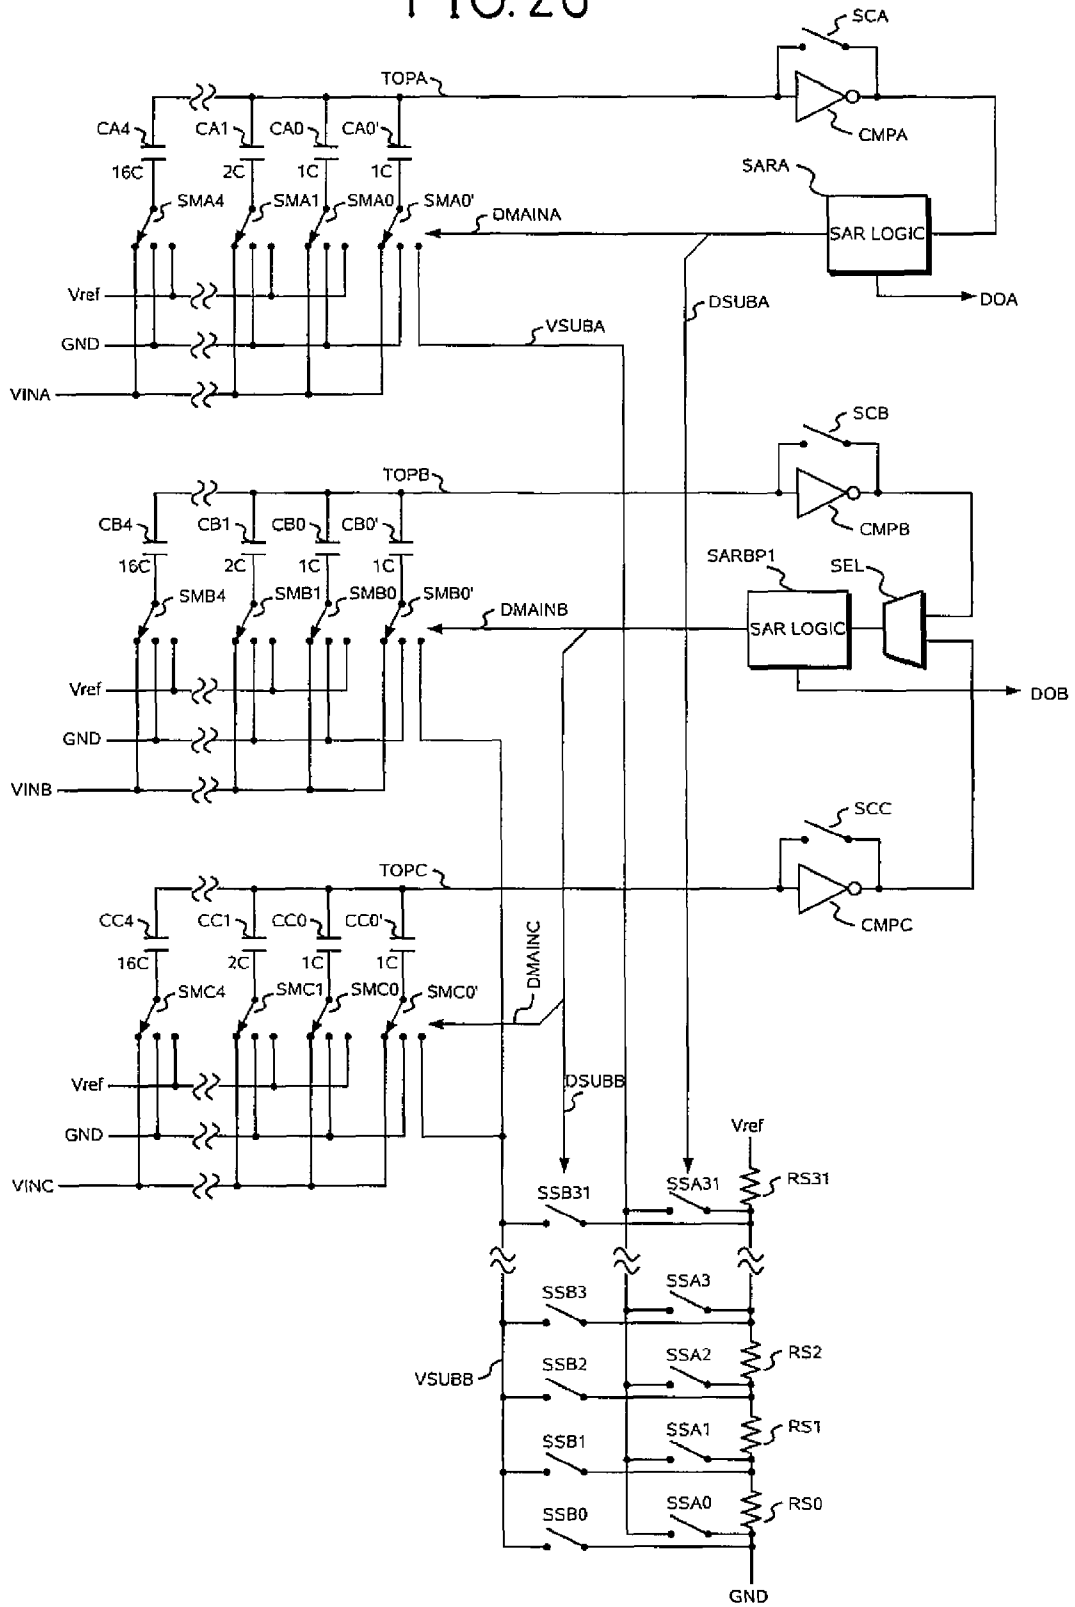 FIG. 26
SCA
TOPA
CA4 CA1 CA0 CA0'
CMPA
16C 2C 1C 1C
SARA
SMA4 SMA1 SMA0 SMA0'
DMAINA
SAR LOGIC
Vref
DSUBA
DOA
VSUBA
GND
VINA
SCB
TOPB
CB4 CB1 CB0 CB0'
CMPB
16C 2C 1C 1C
SARBP1 SEL
SMB4 SMB1 SMB0 SMB0'
DMAINB
SAR LOGIC
Vref
DOB
GND
VINB
SCC
TOPC
CC4 CC1 CC0 CC0'
CMPC
16C 2C 1C 1C
DMAINC
SMC4 SMC1 SMC0 SMC0'
Vref
DSUBB
GND
Vref
VINC
SSB31 SSA31 RS31
SSB3 SSA3
SSB2 SSA2 RS2
VSUBB
SSB1 SSA1 RS1
SSB0 SSA0 RS0
GND